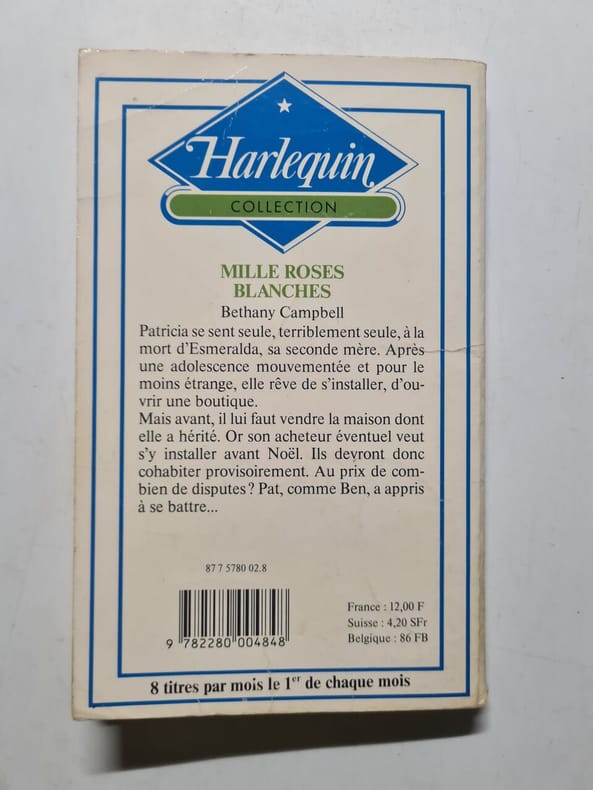 Harlequin
COLLECTION
MILLE ROSES
BLANCHES
Bethany Campbell
Patricia se sent seule, terriblement seule, à la
mort d'Esmeralda, sa seconde mère. Après
une adolescence mouvementée et pour le
moins étrange, elle rêve de s'installer, d'ou-
vrir une boutique.
Mais avant, il lui faut vendre la maison dont
elle a hérité. Or son acheteur éventuel veut
s'y installer avant Noël. Ils devront donc
cohabiter provisoirement. Au prix de com-
bien de disputes ? Pat, comme Ben, a appris
à se battre...
87 7 5780 02.8
9 782280 004848
France : 12,00 F
Suisse : 4,20 SFr
Belgique : 86 FB
8 titres par mois le 1er de chaque mois